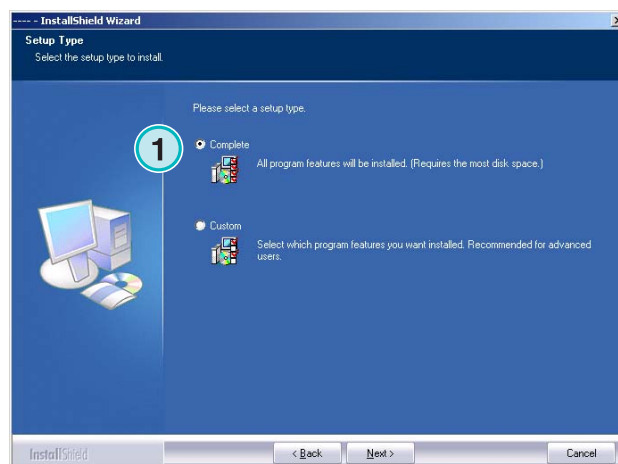 ---- - InstallShield Wizard
Setup Type
Select the setup type to install.
Please select a setup type.
1
Complete
All program features will be installed. (Requires the most disk space.)
Custom
Select which program features you want installed. Recommended for advanced
users.
InstallShield
< Back
Next >
Cancel